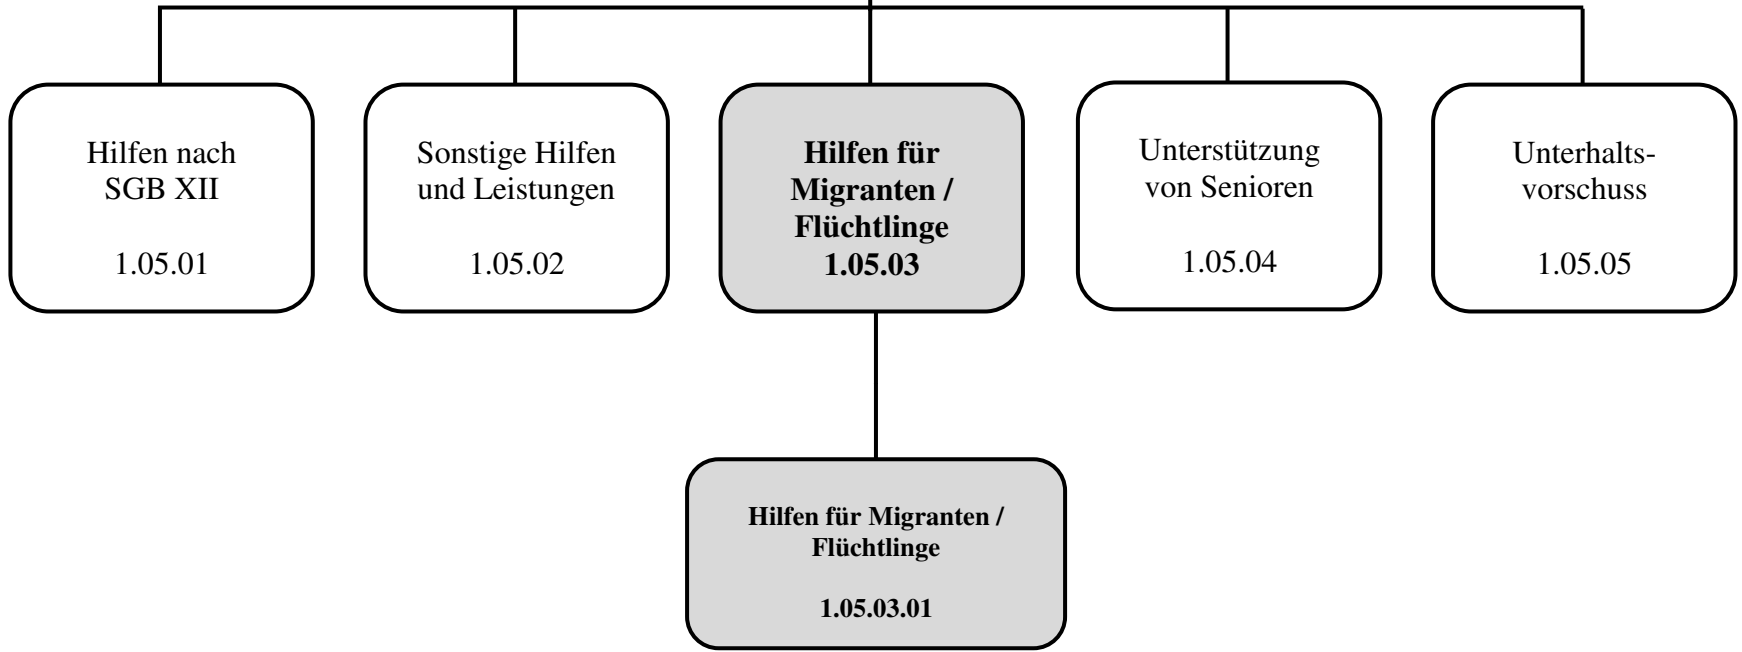 Hilfen nach
SGB XII
1.05.01
Sonstige Hilfen
und Leistungen
1.05.02
Hilfen für
Migranten /
Flüchtlinge
1.05.03
Unterstützung
von Senioren
1.05.04
Unterhalts-
vorschuss
1.05.05
Hilfen für Migranten /
Flüchtlinge
1.05.03.01